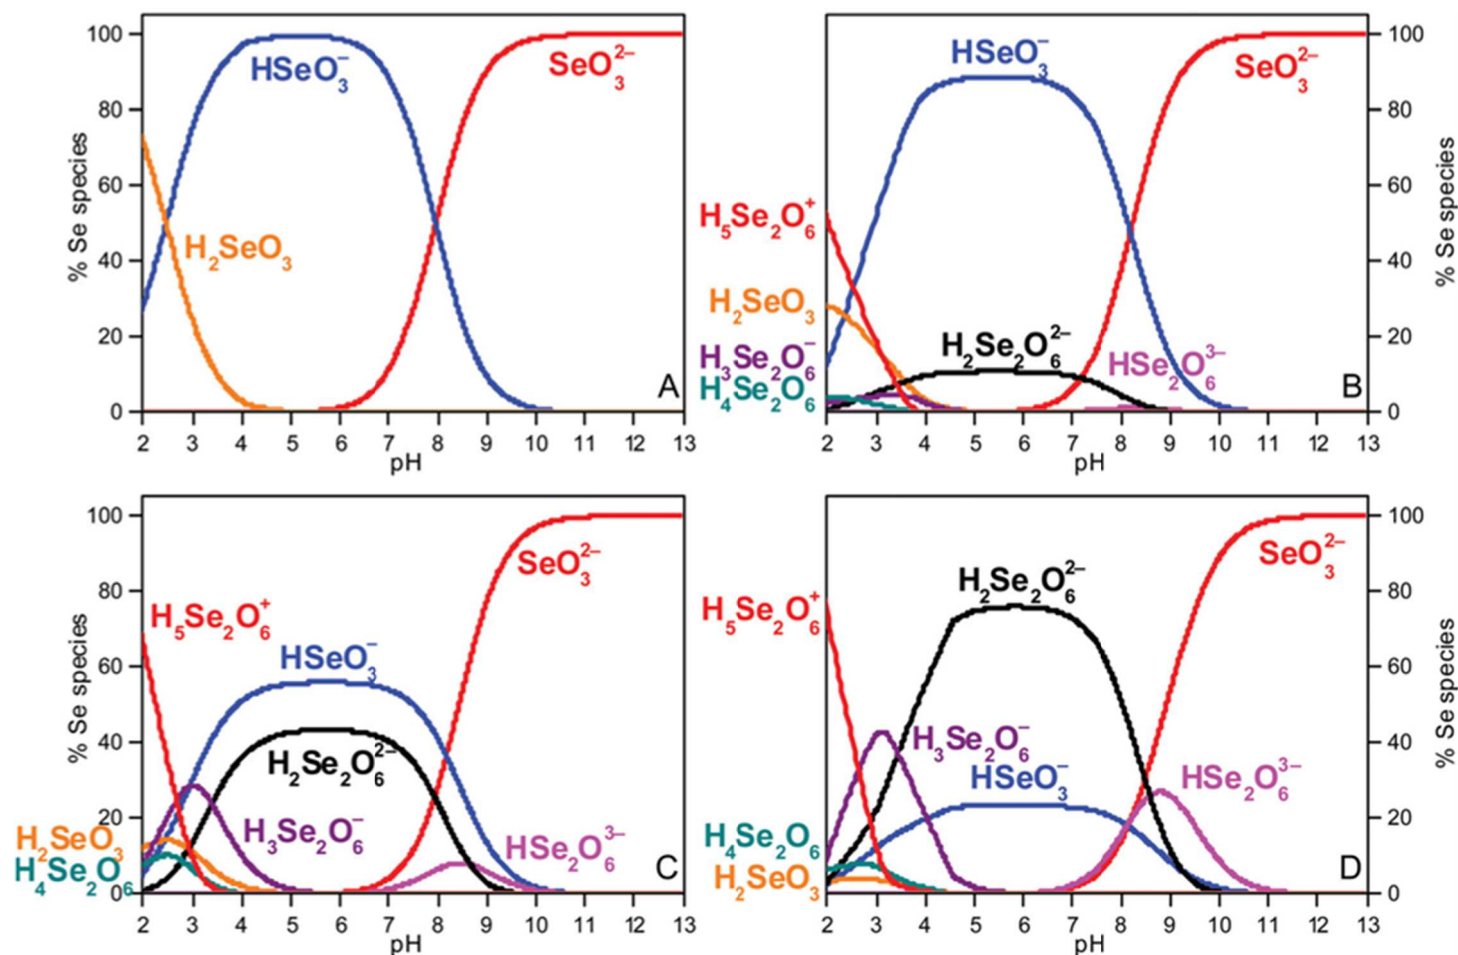 100
80
60
40
20
0
% Se species
HSeO₃⁻
SeO₃²⁻
H₂SeO₃
A
2 3 4 5 6 7 8 9 10 11 12 13
pH
HSeO₃⁻
SeO₃²⁻
H₅Se₂O₆⁺
H₂SeO₃
H₃Se₂O₆⁻
H₄Se₂O₆
H₂Se₂O₆²⁻
HSe₂O₆³⁻
B
100
80
60
40
20
0
% Se species
2 3 4 5 6 7 8 9 10 11 12 13
pH
100
80
60
40
20
0
% Se species
SeO₃²⁻
H₅Se₂O₆⁺
HSeO₃⁻
H₂Se₂O₆²⁻
H₃Se₂O₆⁻
HSe₂O₆³⁻
H₂SeO₃
H₄Se₂O₆
C
2 3 4 5 6 7 8 9 10 11 12 13
pH
SeO₃²⁻
H₂Se₂O₆²⁻
H₅Se₂O₆⁺
H₃Se₂O₆⁻
HSeO₃⁻
HSe₂O₆³⁻
H₄Se₂O₆
H₂SeO₃
D
100
80
60
40
20
0
% Se species
2 3 4 5 6 7 8 9 10 11 12 13
pH